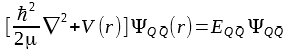 [ℏ²/2μ ∇² + V(r)] Ψ_{QQ̄}(r) = E_{QQ̄} Ψ_{QQ̄}